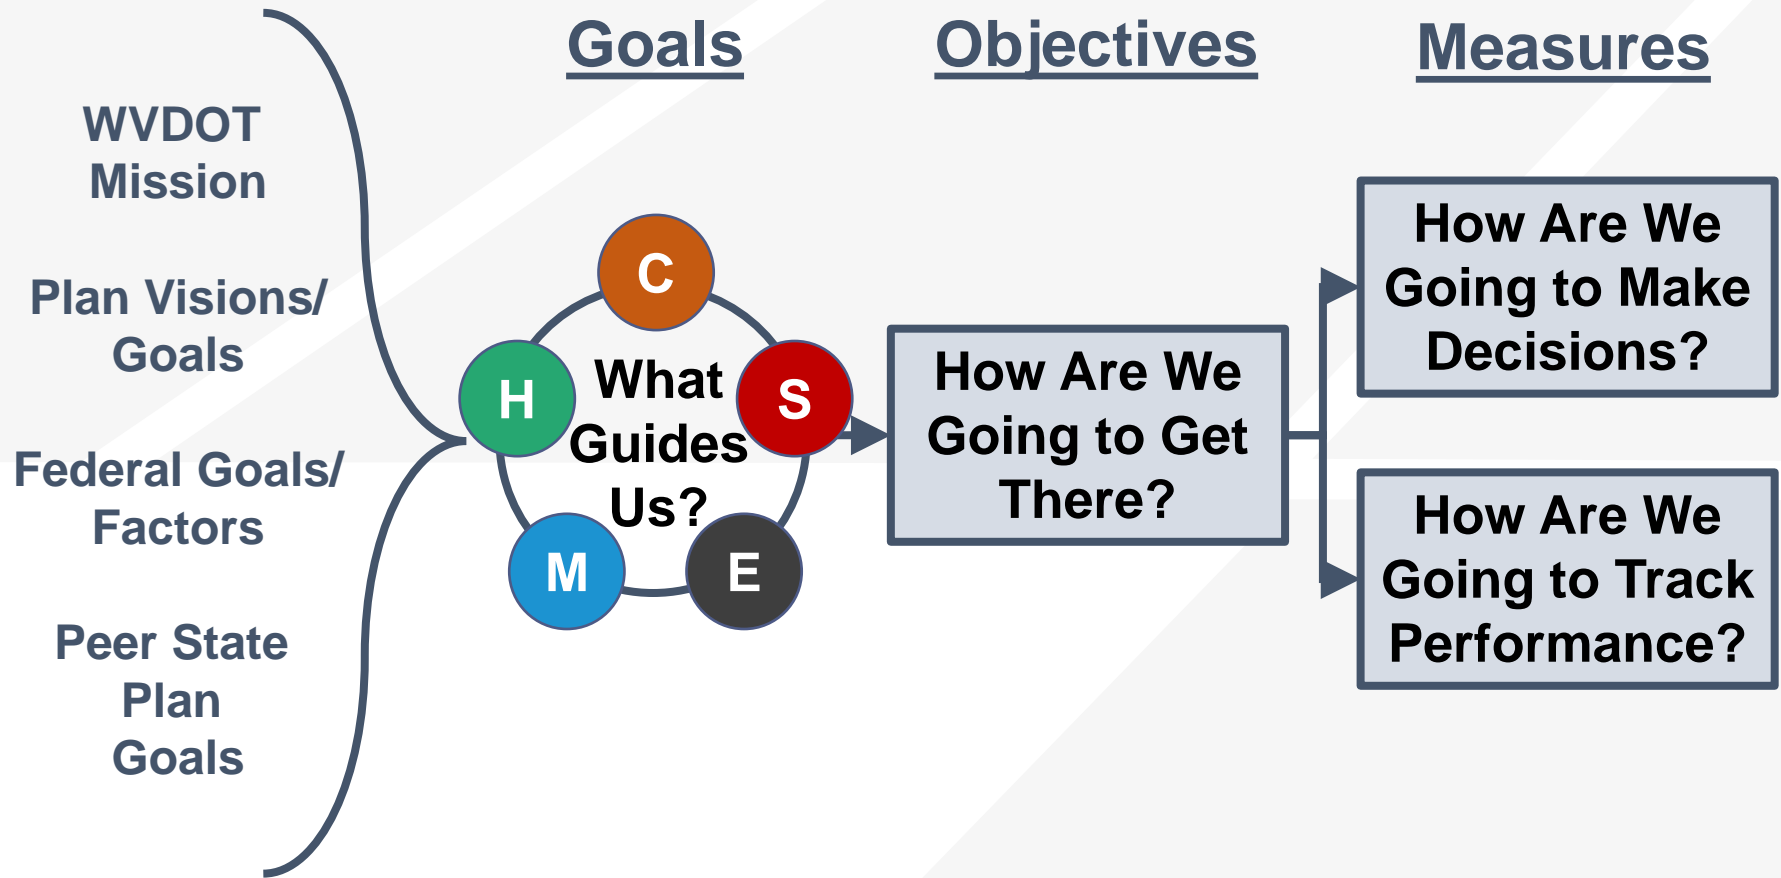 Goals
Objectives
Measures
WVDOT
Mission
Plan Visions/
Goals
Federal Goals/
Factors
Peer State
Plan
Goals
C
H
S
M
E
What
Guides
Us?
How Are We
Going to Get
There?
How Are We
Going to Make
Decisions?
How Are We
Going to Track
Performance?